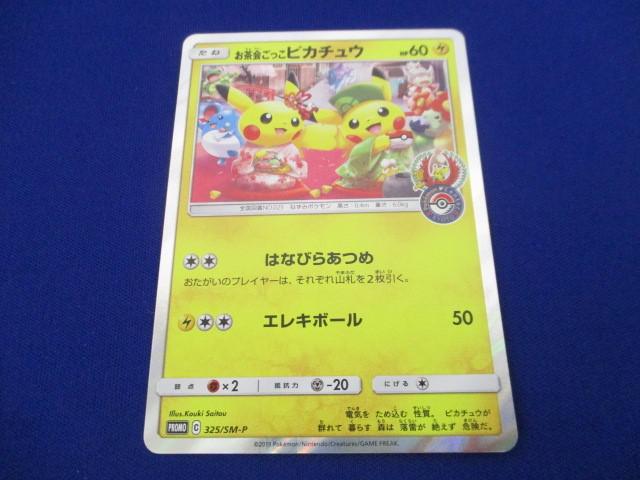 たね
お茶会ごっこピカチュウ HP60
全国図鑑NO.025 ねずみポケモン 高さ：0.4m 重さ：6.0kg
はなびらあつめ
おたがいのプレイヤーは、それぞれ山札を2枚引く。
エレキボール 50
弱点 ×2 抵抗力 -20 にげる
Illus.Kouki Saitou
電気を ため込む 性質。 ピカチュウが
群れて 暮らす 森は 落雷が 絶えず 危険だ。
PROMO C 325/SM-P
©2019 Pokémon/Nintendo/Creatures/GAME FREAK.